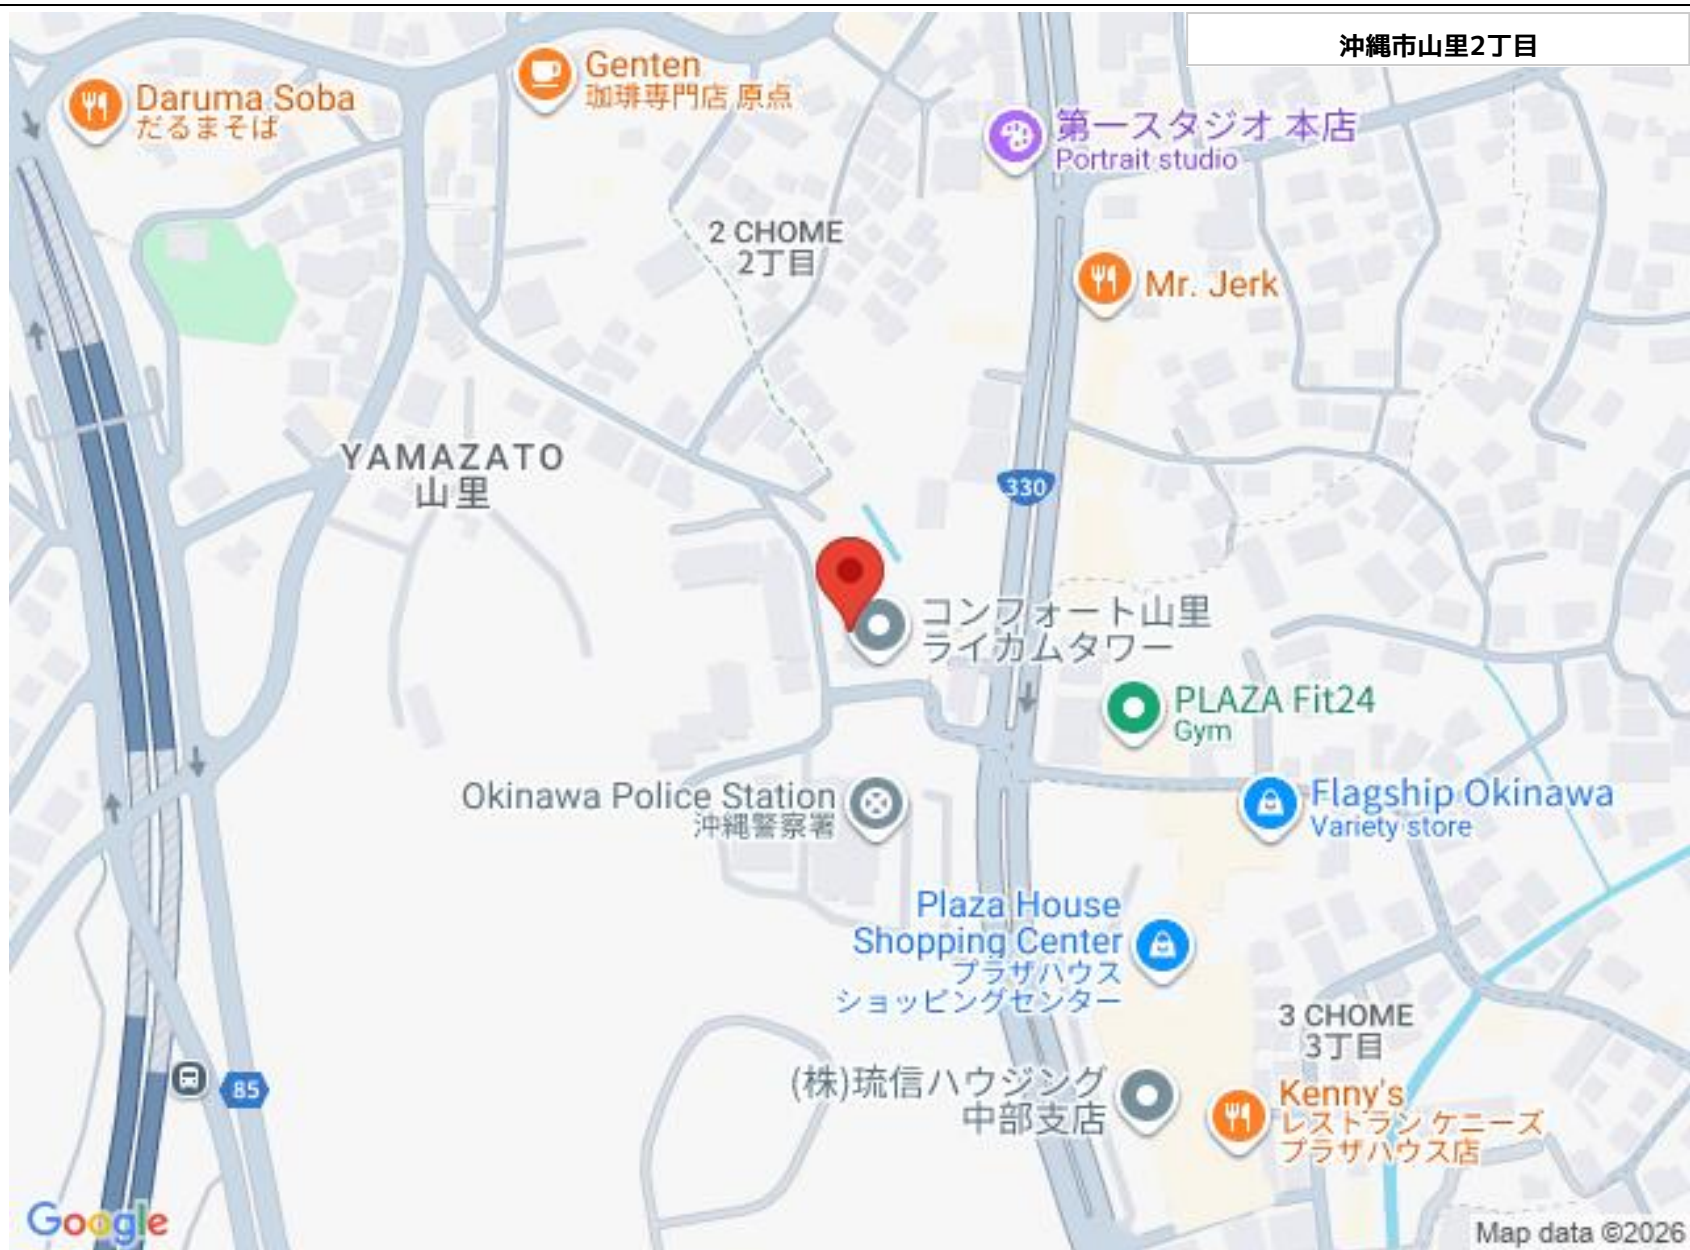 沖縄市山里2丁目
Genten
珈琲専門店 原点
Daruma Soba
だるまそば
第一スタジオ 本店
Portrait studio
2 CHOME
2丁目
Mr. Jerk
YAMAZATO
山里
330
コンフォート山里
ライカムタワー
PLAZA Fit24
Gym
Okinawa Police Station
沖縄警察署
Flagship Okinawa
Variety store
Plaza House
Shopping Center
プラザハウス
ショッピングセンター
3 CHOME
3丁目
(株)琉信ハウジング
中部支店
85
Kenny's
レストラン ケニーズ
プラザハウス店
Google
Map data ©2026